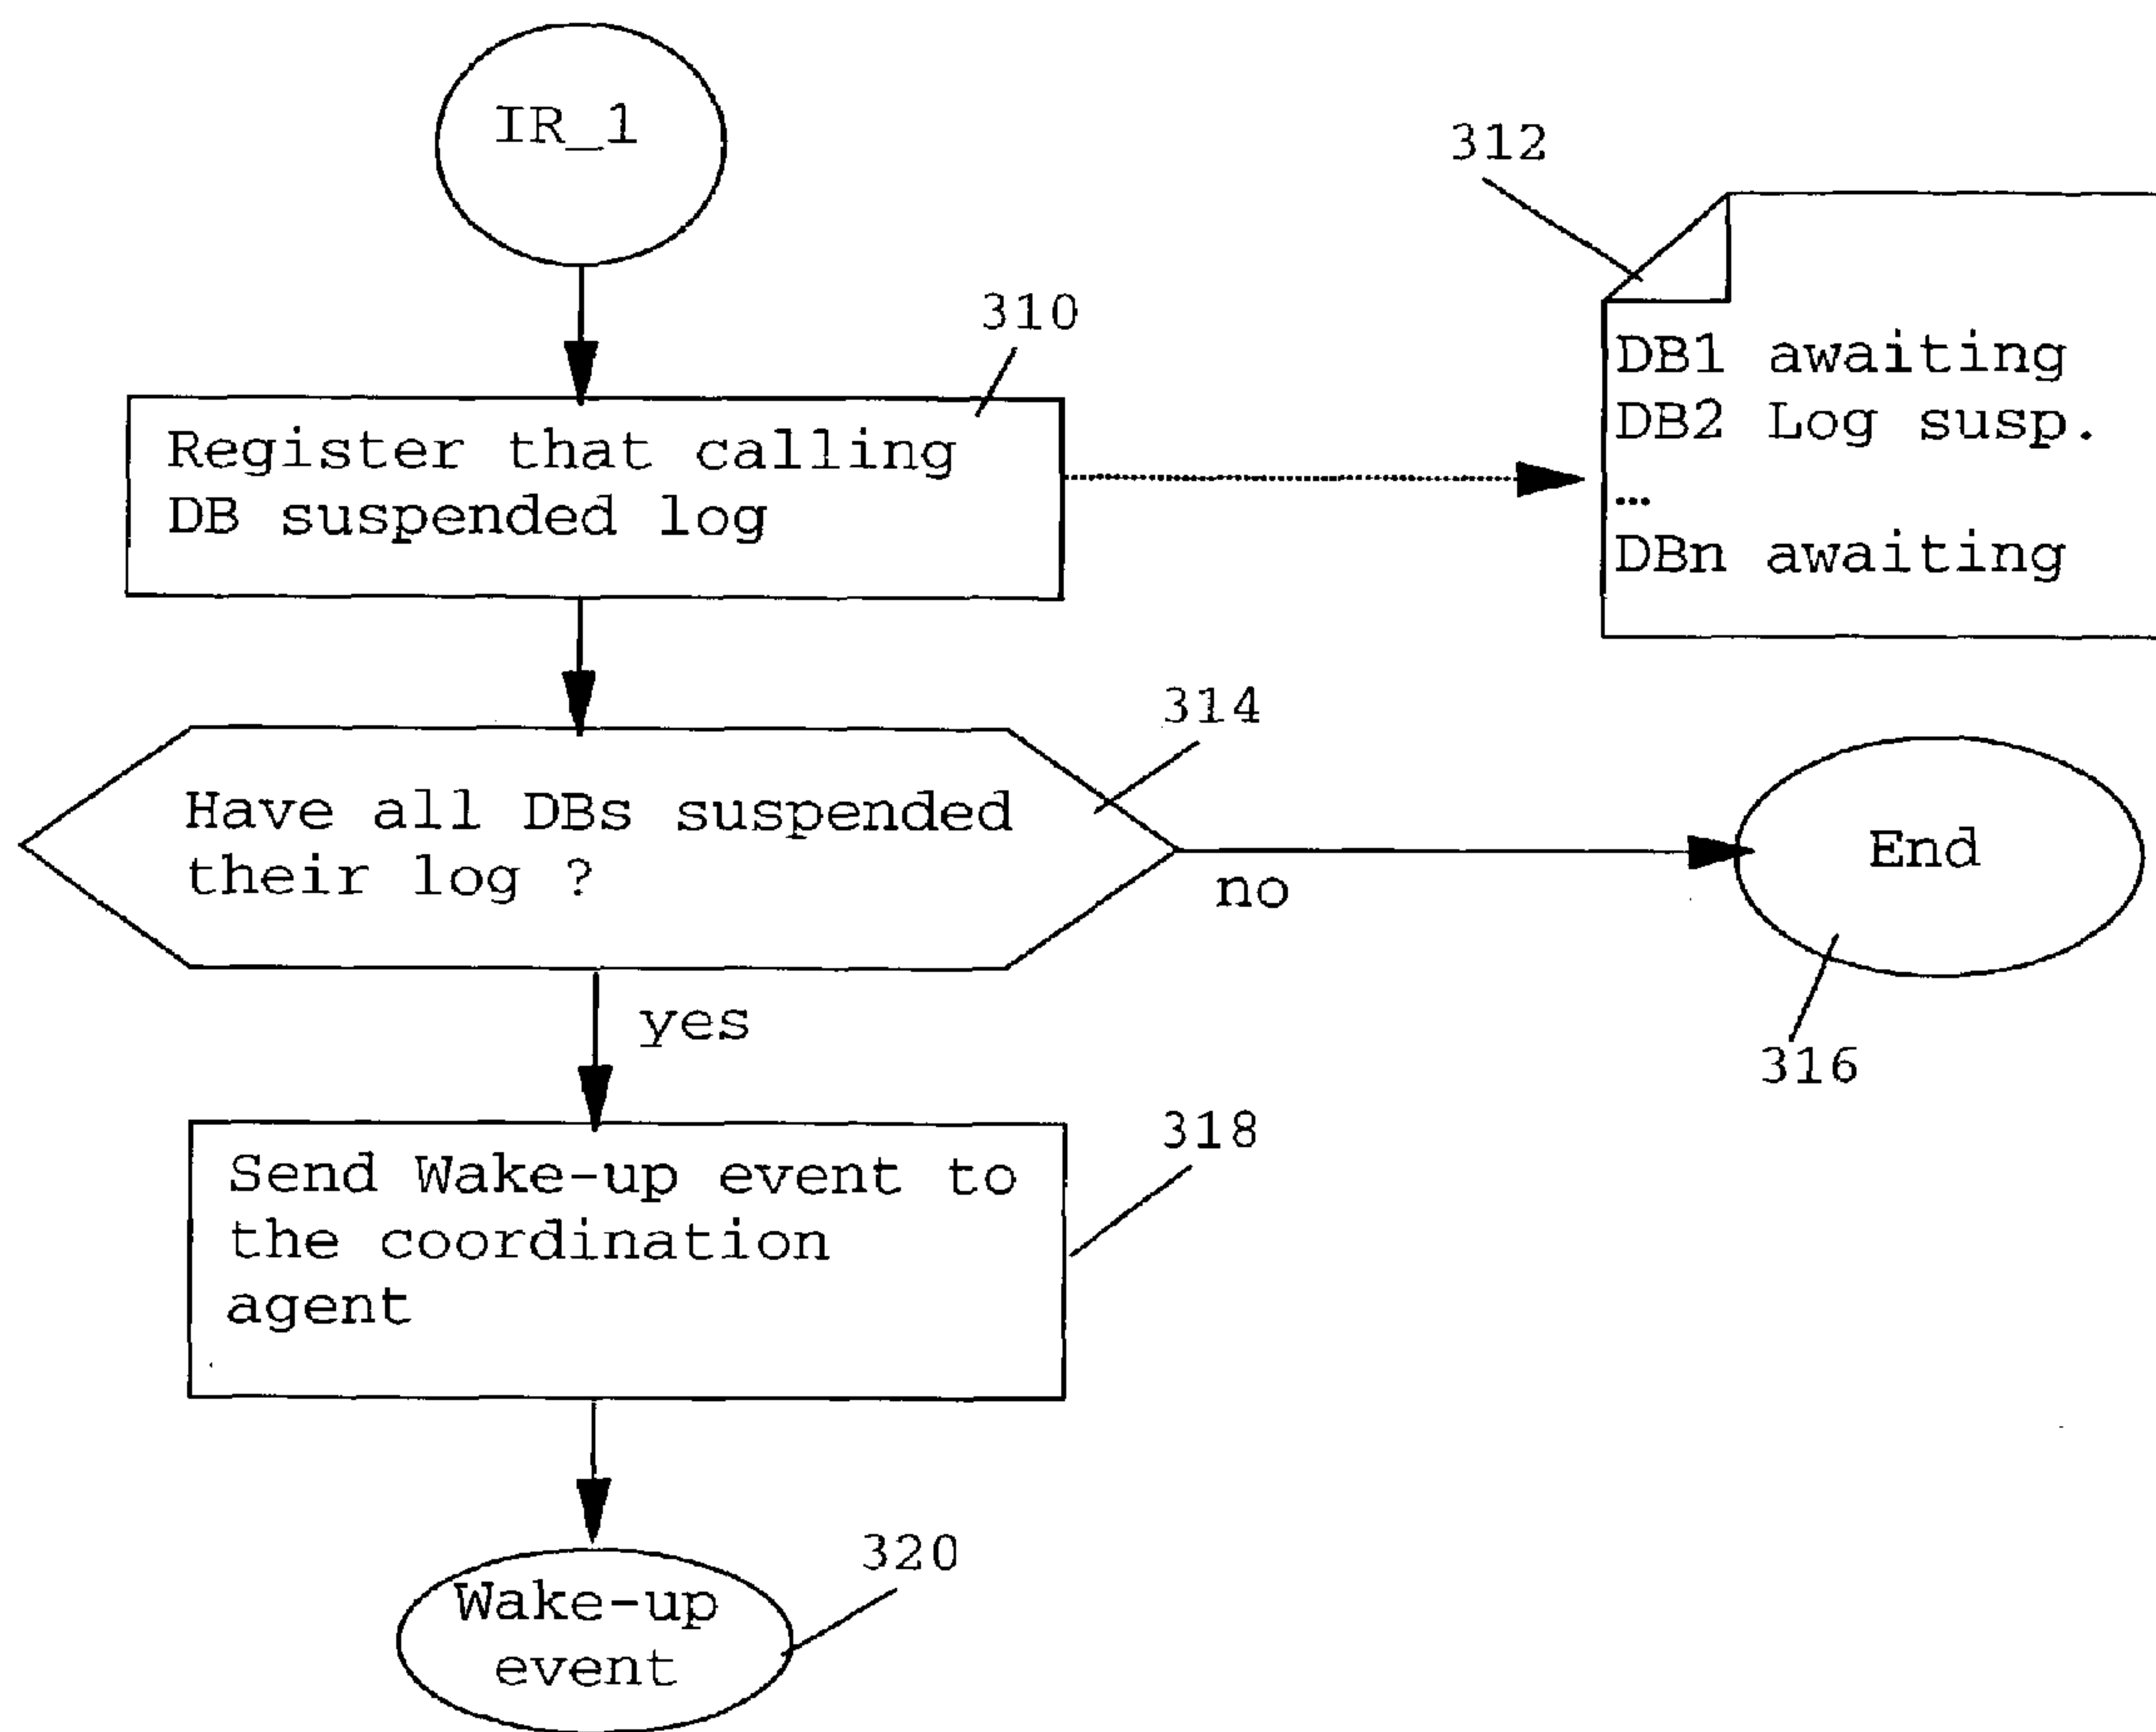 IR_1
312
310
DB1 awaiting
DB2 Log susp.
...
DBn awaiting
Register that calling
DB suspended log
314
Have all DBs suspended
their log ?
no
End
316
yes
318
Send Wake-up event to
the coordination
agent
320
Wake-up
event